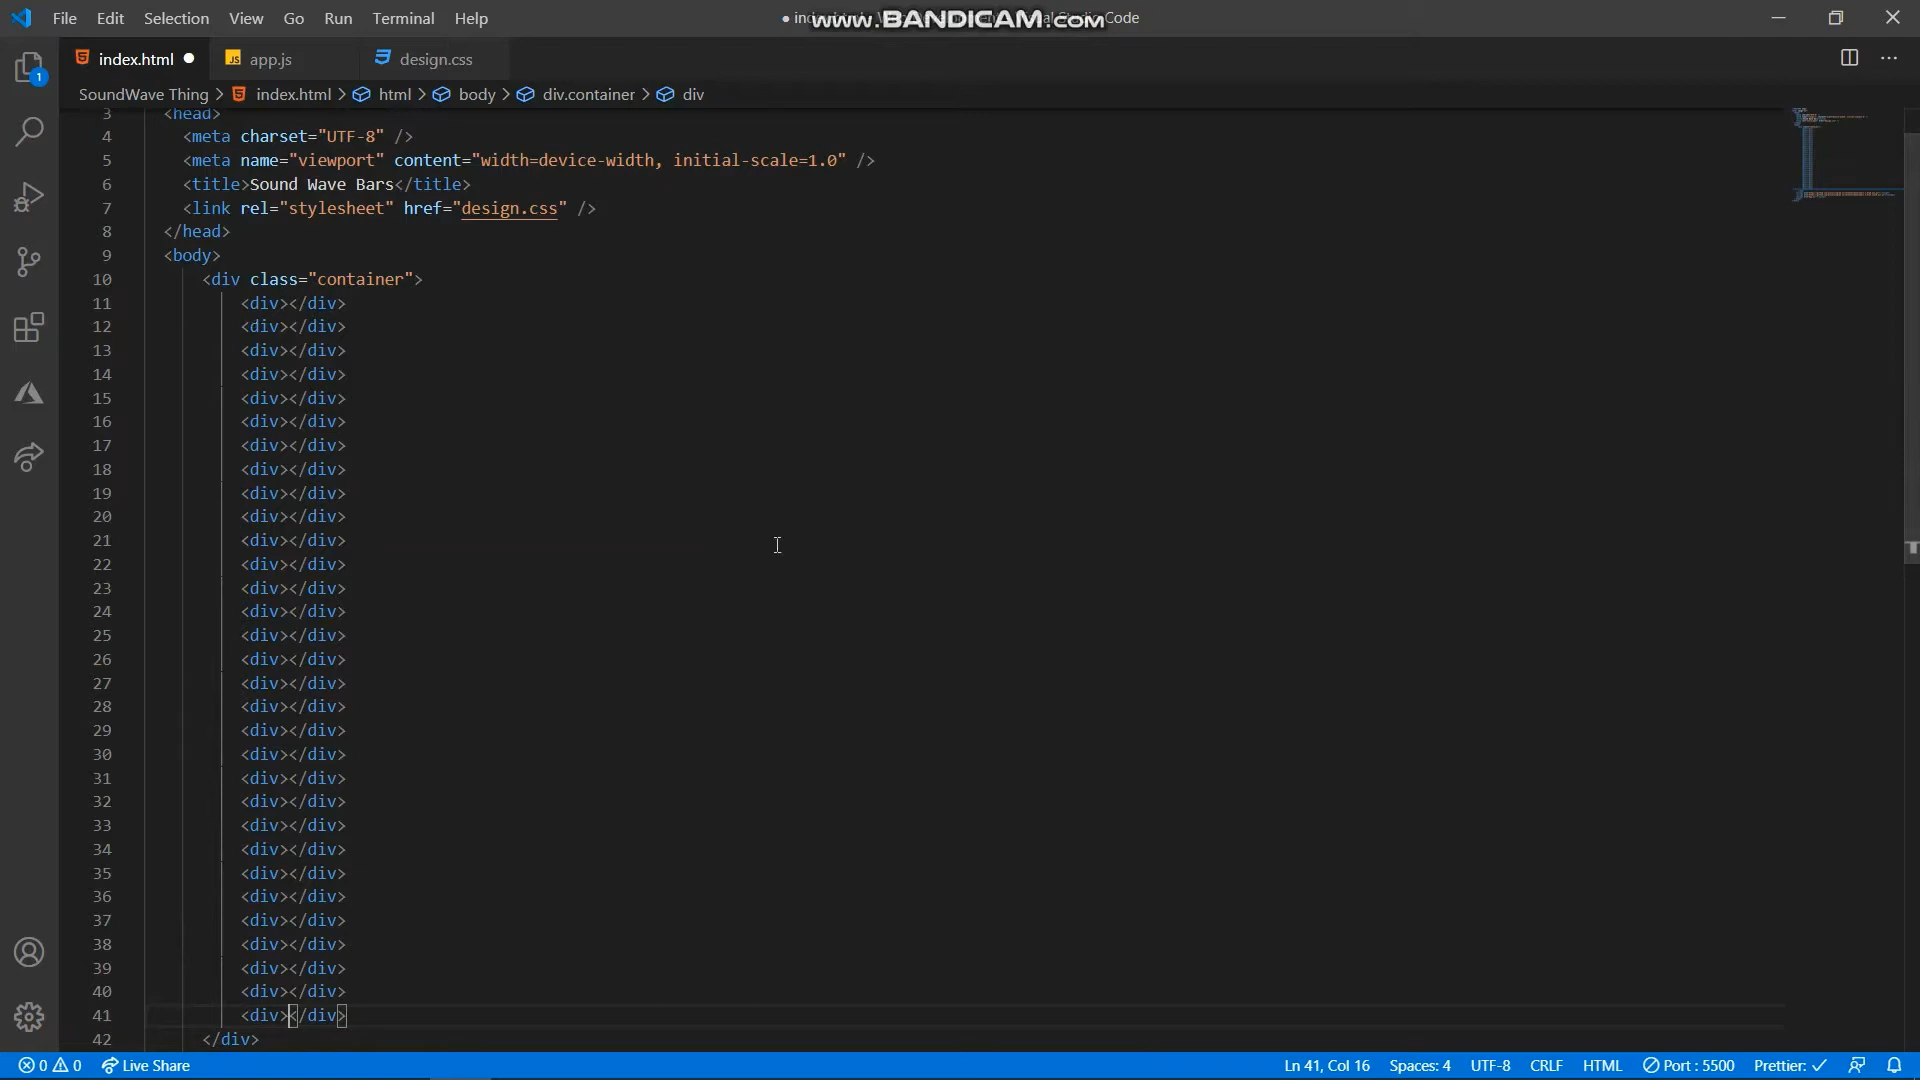 File Edit Selection View Go Run Terminal Help
www.BANDICAM.com Code
index.html app.js design.css
1
SoundWave Thing > index.html > html > body > div.container > div
3 <head>
4 <meta charset="UTF-8" />
5 <meta name="viewport" content="width=device-width, initial-scale=1.0" />
6 <title>Sound Wave Bars</title>
7 <link rel="stylesheet" href="design.css" />
8 </head>
9 <body>
10 <div class="container">
11 <div></div>
12 <div></div>
13 <div></div>
14 <div></div>
15 <div></div>
16 <div></div>
17 <div></div>
18 <div></div>
19 <div></div>
20 <div></div>
21 <div></div>
22 <div></div>
23 <div></div>
24 <div></div>
25 <div></div>
26 <div></div>
27 <div></div>
28 <div></div>
29 <div></div>
30 <div></div>
31 <div></div>
32 <div></div>
33 <div></div>
34 <div></div>
35 <div></div>
36 <div></div>
37 <div></div>
38 <div></div>
39 <div></div>
40 <div></div>
41 <div></div>
42 </div>
0 0 Live Share Ln 41, Col 16 Spaces: 4 UTF-8 CRLF HTML Port : 5500 Prettier: ✓